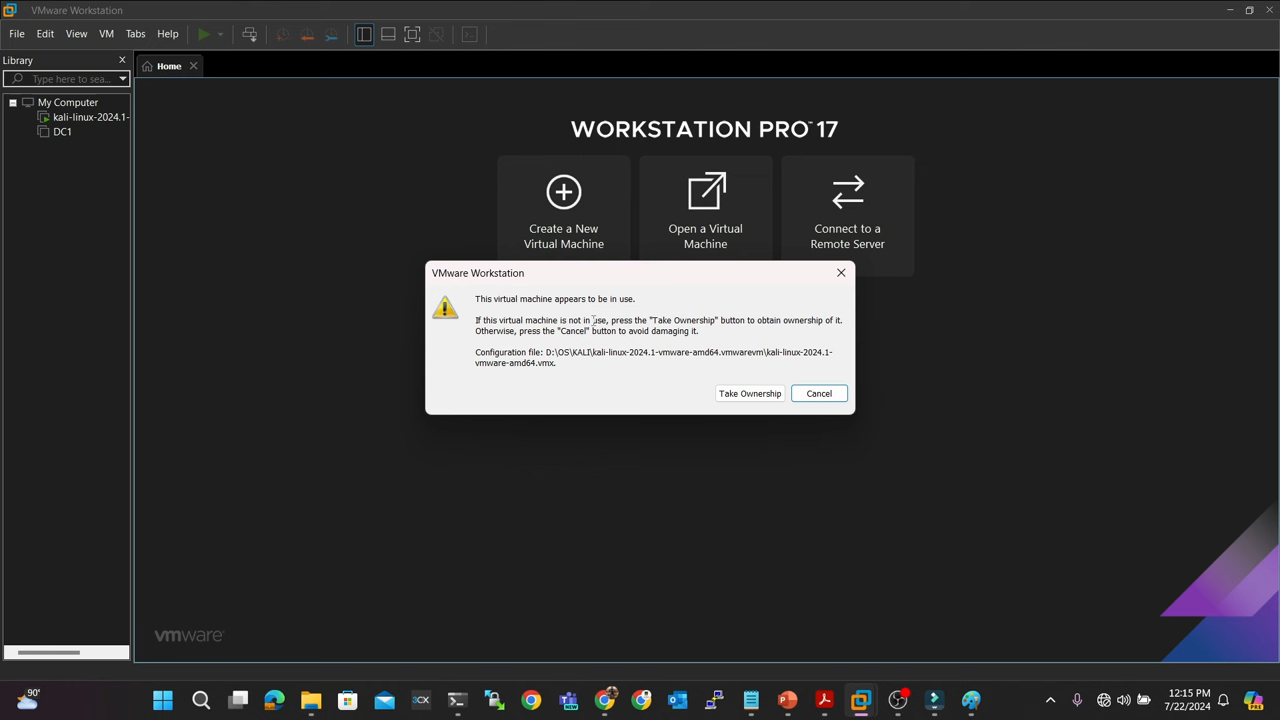 VMware Workstation
File Edit View VM Tabs Help
Library
Type here to sea...
Home
My Computer
kali-linux-2024.1-
DC1
WORKSTATION PRO™ 17
Create a New
Virtual Machine
Open a Virtual
Machine
Connect to a
Remote Server
VMware Workstation
This virtual machine appears to be in use.
If this virtual machine is not in use, press the "Take Ownership" button to obtain ownership of it.
Otherwise, press the "Cancel" button to avoid damaging it.
Configuration file: D:\OS\KALI\kali-linux-2024.1-vmware-amd64.vmwarevm\kali-linux-2024.1-
vmware-amd64.vmx.
Take Ownership Cancel
vmware
90°
NEW
12:15 PM
7/22/2024
PRE